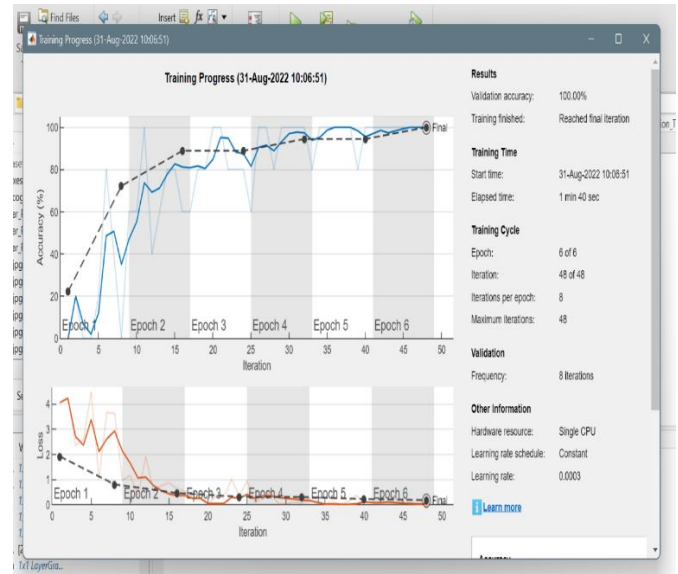 Find Files
Insert
fx
Training Progress (31-Aug-2022 10:06:51)
X
Training Progress (31-Aug-2022 10:06:51)
Accuracy (%)
100
80
60
40
20
0
Final
Epoch 1
Epoch 2
Epoch 3
Epoch 4
Epoch 5
Epoch 6
0 5 10 15 20 25 30 35 40 45 50
Iteration
Loss
4
3
2
1
0
Final
Epoch 1
Epoch 2
Epoch 3
Epoch 4
Epoch 5
Epoch 6
0 5 10 15 20 25 30 35 40 45 50
Iteration
Results
Validation accuracy: 100.00%
Training finished: Reached final iteration
Training Time
Start time: 31-Aug-2022 10:06:51
Elapsed time: 1 min 40 sec
Training Cycle
Epoch: 6 of 6
Iteration: 48 of 48
Iterations per epoch: 8
Maximum iterations: 48
Validation
Frequency: 8 iterations
Other Information
Hardware resource: Single CPU
Learning rate schedule: Constant
Learning rate: 0.0003
Learn more
1x1 LayerGra...